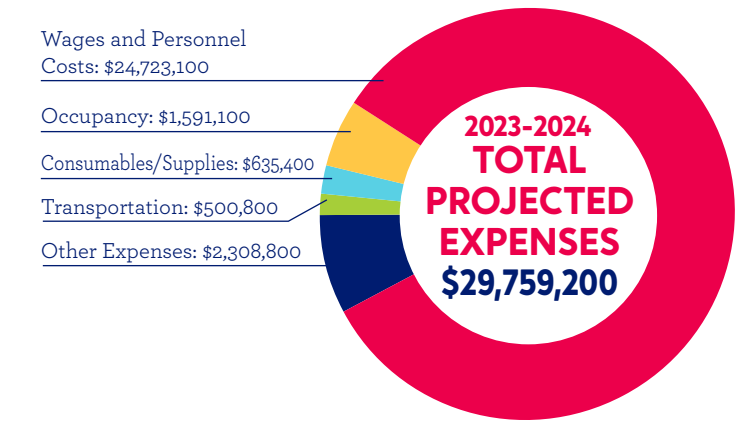 Wages and Personnel
Costs: $24,723,100
Occupancy: $1,591,100
Consumables/Supplies: $635,400
Transportation: $500,800
Other Expenses: $2,308,800
2023-2024
TOTAL
PROJECTED
EXPENSES
$29,759,200